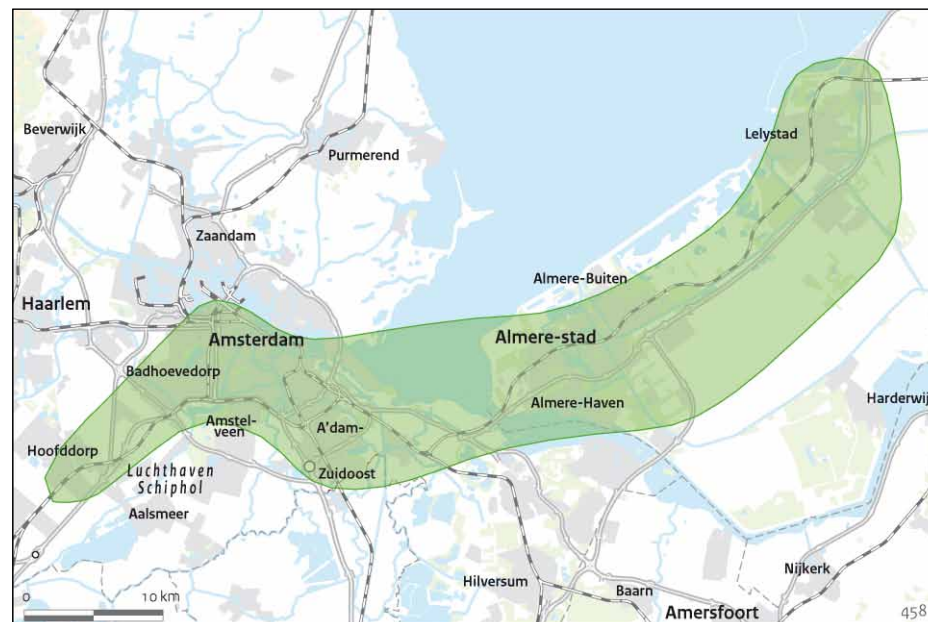 Beverwijk
Purmerend
Lelystad
Zaandam
Almere-Buiten
Haarlem
Amsterdam
Almere-stad
Badhoevedorp
Almere-Haven
Harderwij
Amstel-
veen
A'dam-
Zuidoost
Hoofddorp
Luchthaven
Schiphol
Aalsmeer
Hilversum
Baarn
Nijkerk
Amersfoort
0
10 km
458